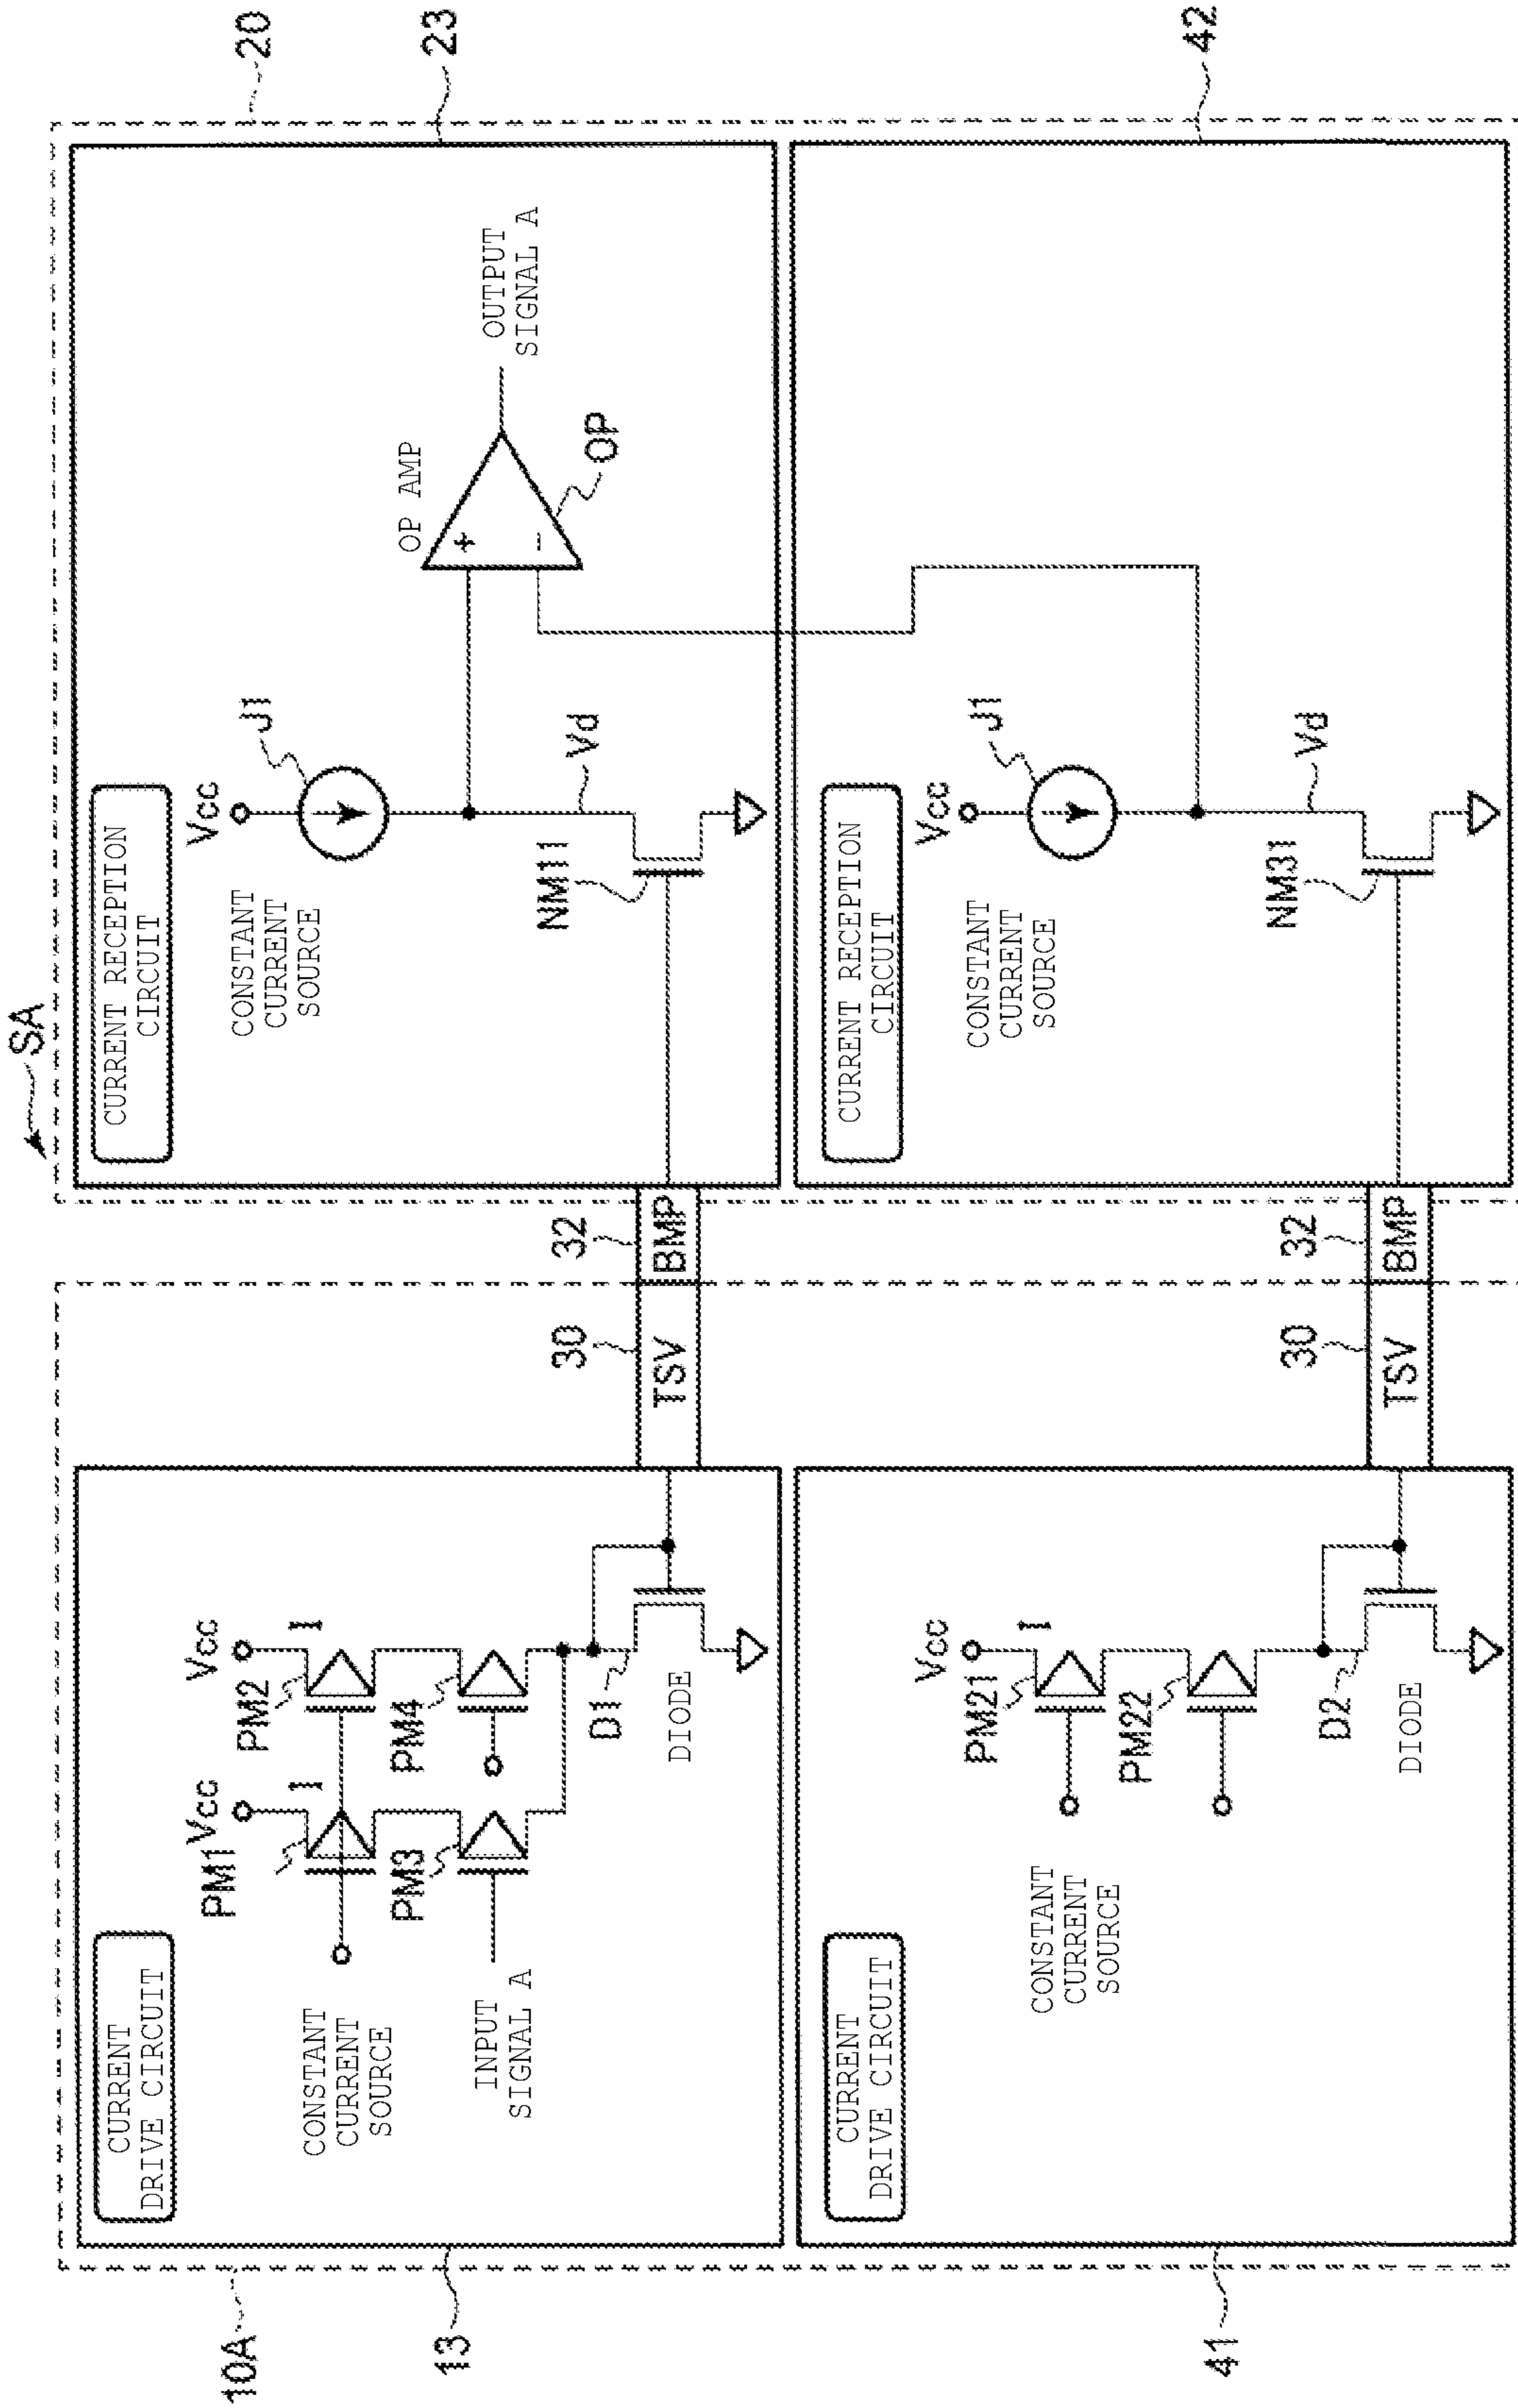 SA
10A
13
CURRENT
DRIVE CIRCUIT
CONSTANT
CURRENT
SOURCE
INPUT
SIGNAL A
PM1
Vcc
I
PM3
PM2
Vcc
I
PM4
D1
DIODE
30
TSV
32
BMP
20
23
CURRENT RECEPTION
CIRCUIT
CONSTANT
CURRENT
SOURCE
Vcc
J1
NM11
Vd
OP AMP
+
-
OP
OUTPUT
SIGNAL A
41
CURRENT
DRIVE CIRCUIT
CONSTANT
CURRENT
SOURCE
PM21
Vcc
I
PM22
D2
DIODE
30
TSV
32
BMP
42
CURRENT RECEPTION
CIRCUIT
CONSTANT
CURRENT
SOURCE
Vcc
J1
NM31
Vd